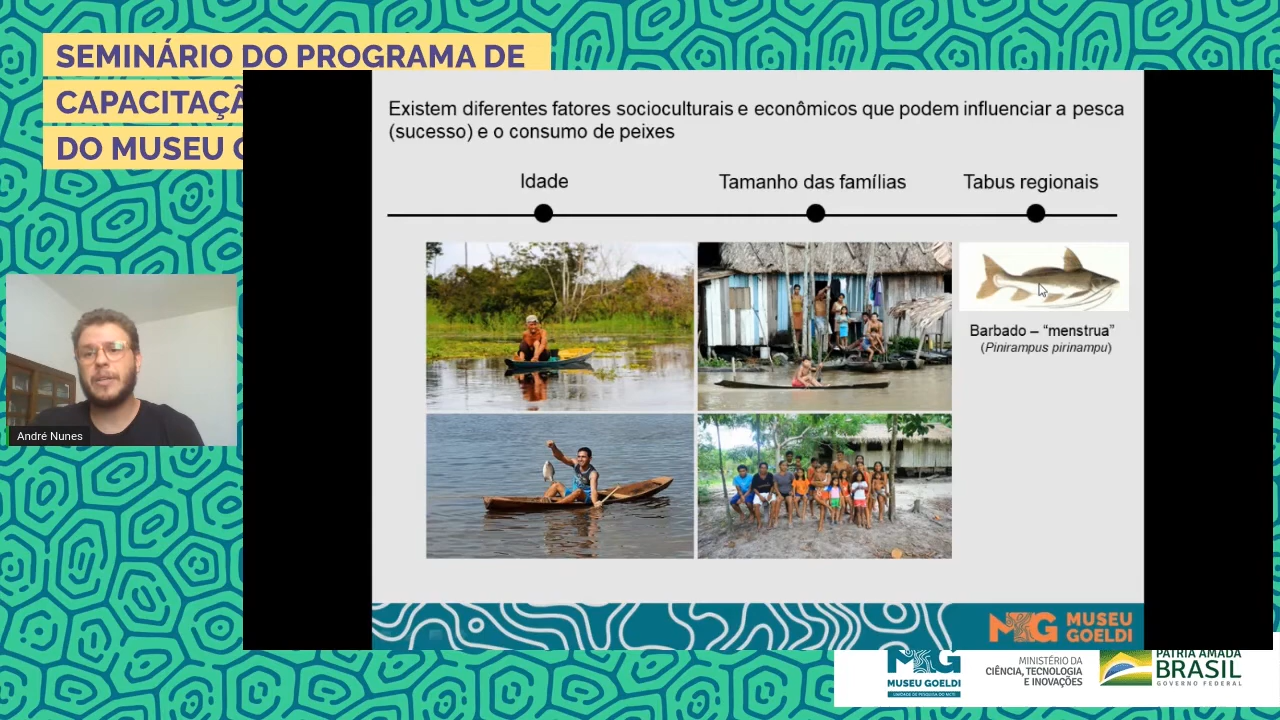 SEMINÁRIO DO PROGRAMA DE
CAPACITAÇÃ
DO MUSEU G
Existem diferentes fatores socioculturais e econômicos que podem influenciar a pesca
(sucesso) e o consumo de peixes
Idade
Tamanho das famílias
Tabus regionais
Barbado – “menstrua”
(Pinirampus pirinampu)
André Nunes
MUSEU
GOELDI
MUSEU GOELDI
UNIDADE DE PESQUISA DO MCTI
MINISTÉRIO DA
CIÊNCIA, TECNOLOGIA
E INOVAÇÕES
PÁTRIA AMADA
BRASIL
GOVERNO FEDERAL